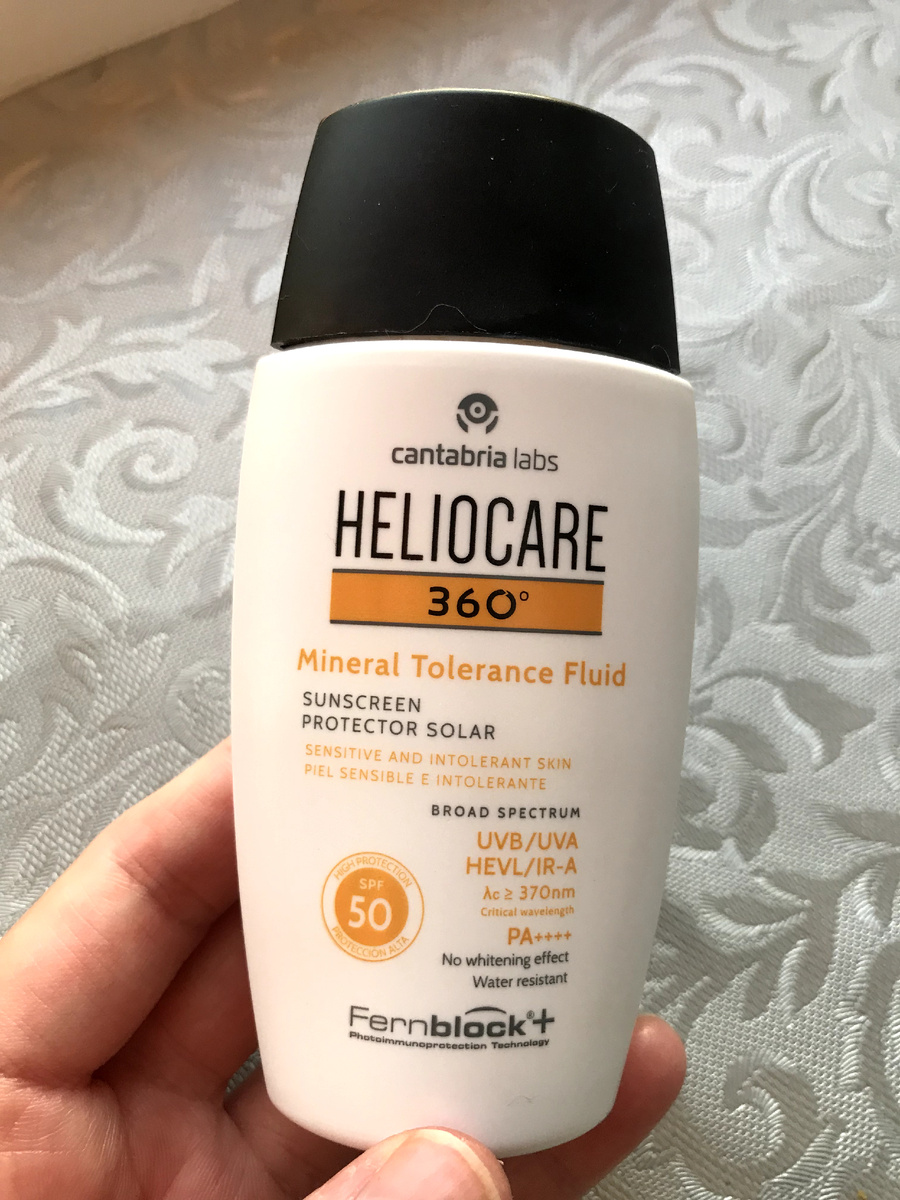 cantabria labs
HELIOCARE
360°
Mineral Tolerance Fluid
SUNSCREEN
PROTECTOR SOLAR
SENSITIVE AND INTOLERANT SKIN
PIEL SENSIBLE E INTOLERANTE
BROAD SPECTRUM
UVB/UVA
HEVL/IR-A
λc ≥ 370nm
Critical wavelength
PA++++
No whitening effect
Water resistant
HIGH PROTECTION
SPF
50
PROTECCIÓN ALTA
Fernblock®+
Photoimmunoprotection Technology